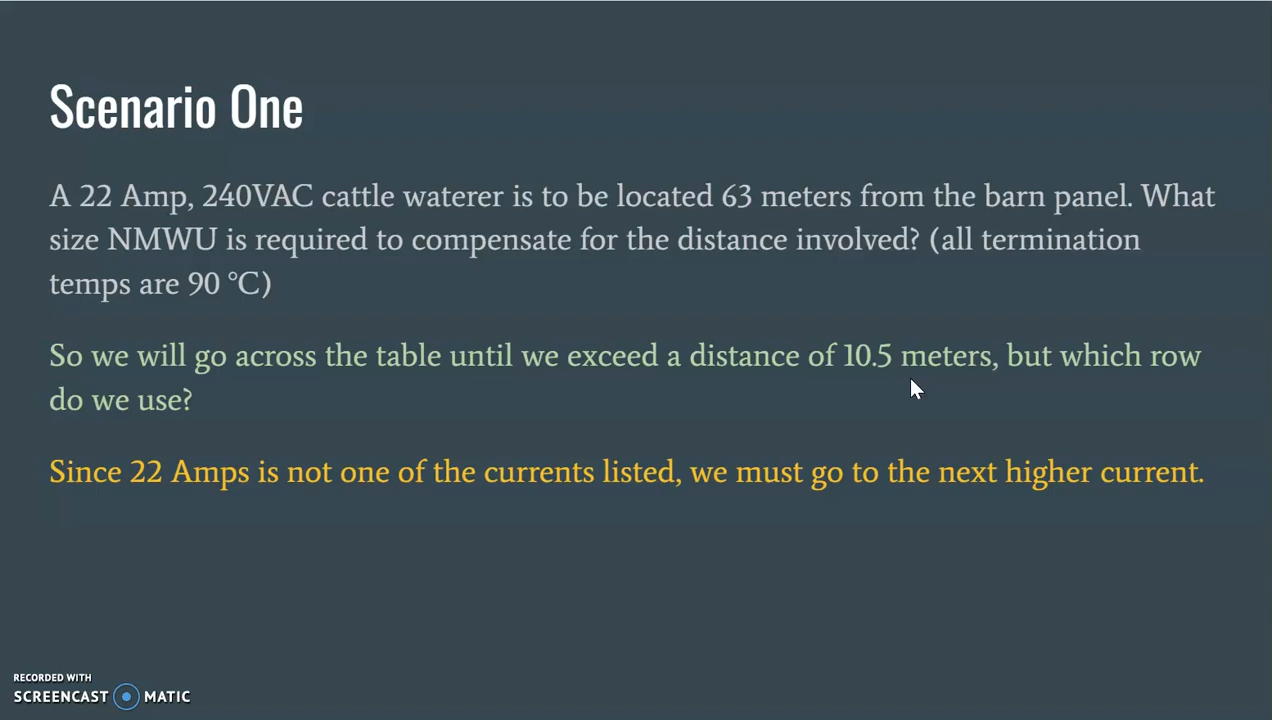 Scenario One
A 22 Amp, 240VAC cattle waterer is to be located 63 meters from the barn panel. What
size NMWU is required to compensate for the distance involved? (all termination
temps are 90 °C)
So we will go across the table until we exceed a distance of 10.5 meters, but which row
do we use?
Since 22 Amps is not one of the currents listed, we must go to the next higher current.
RECORDED WITH
SCREENCAST MATIC